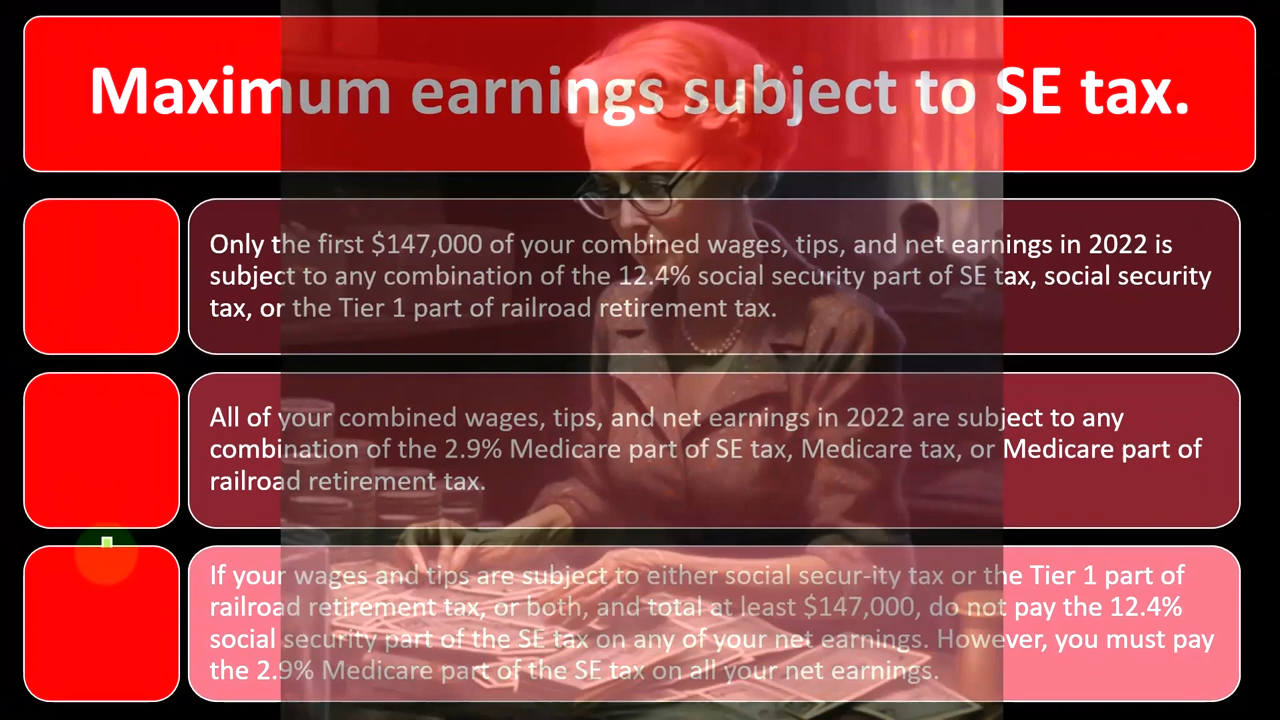 Maximum earnings subject to SE tax.
Only the first $147,000 of your combined wages, tips, and net earnings in 2022 is
subject to any combination of the 12.4% social security part of SE tax, social security
tax, or the Tier 1 part of railroad retirement tax.
All of your combined wages, tips, and net earnings in 2022 are subject to any
combination of the 2.9% Medicare part of SE tax, Medicare tax, or Medicare part of
railroad retirement tax.
If your wages and tips are subject to either social secur-ity tax or the Tier 1 part of
railroad retirement tax, or both, and total at least $147,000, do not pay the 12.4%
social security part of the SE tax on any of your net earnings. However, you must pay
the 2.9% Medicare part of the SE tax on all your net earnings.